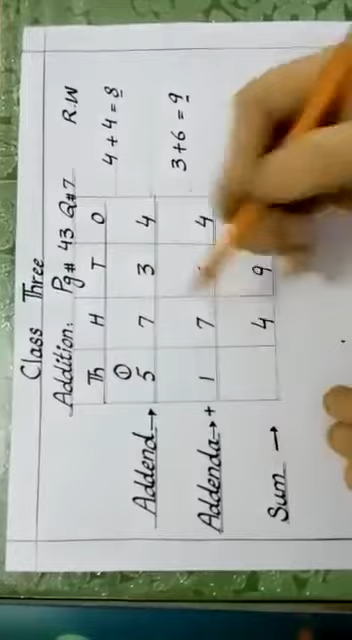 Class Three
Addition: Pg# 43 Q#7 R.W
Th H T O
① 4 + 4 = 8
Addend → 5 7 3 4
3 + 6 = 9
Addenda → + 1 7 4
Sum → 4 9